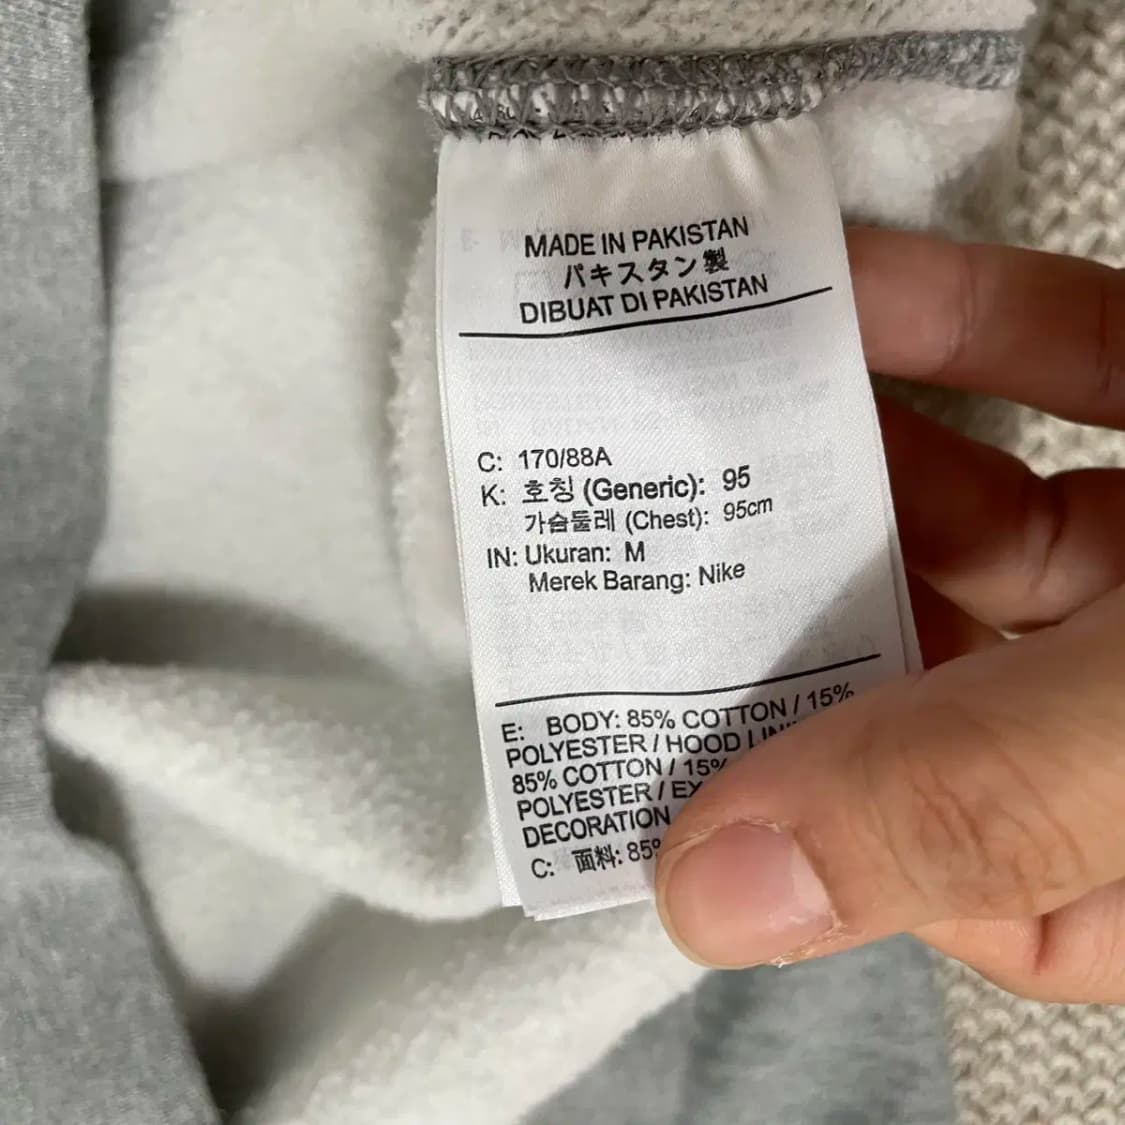 MADE IN PAKISTAN
パキスタン製
DIBUAT DI PAKISTAN
C: 170/88A
K: 호칭 (Generic): 95
가슴둘레 (Chest): 95cm
IN: Ukuran: M
Merek Barang: Nike
E: BODY: 85% COTTON / 15%
POLYESTER / HOOD
85% COTTON / 15%
POLYESTER /
DECORATION
C: 面料: 85%